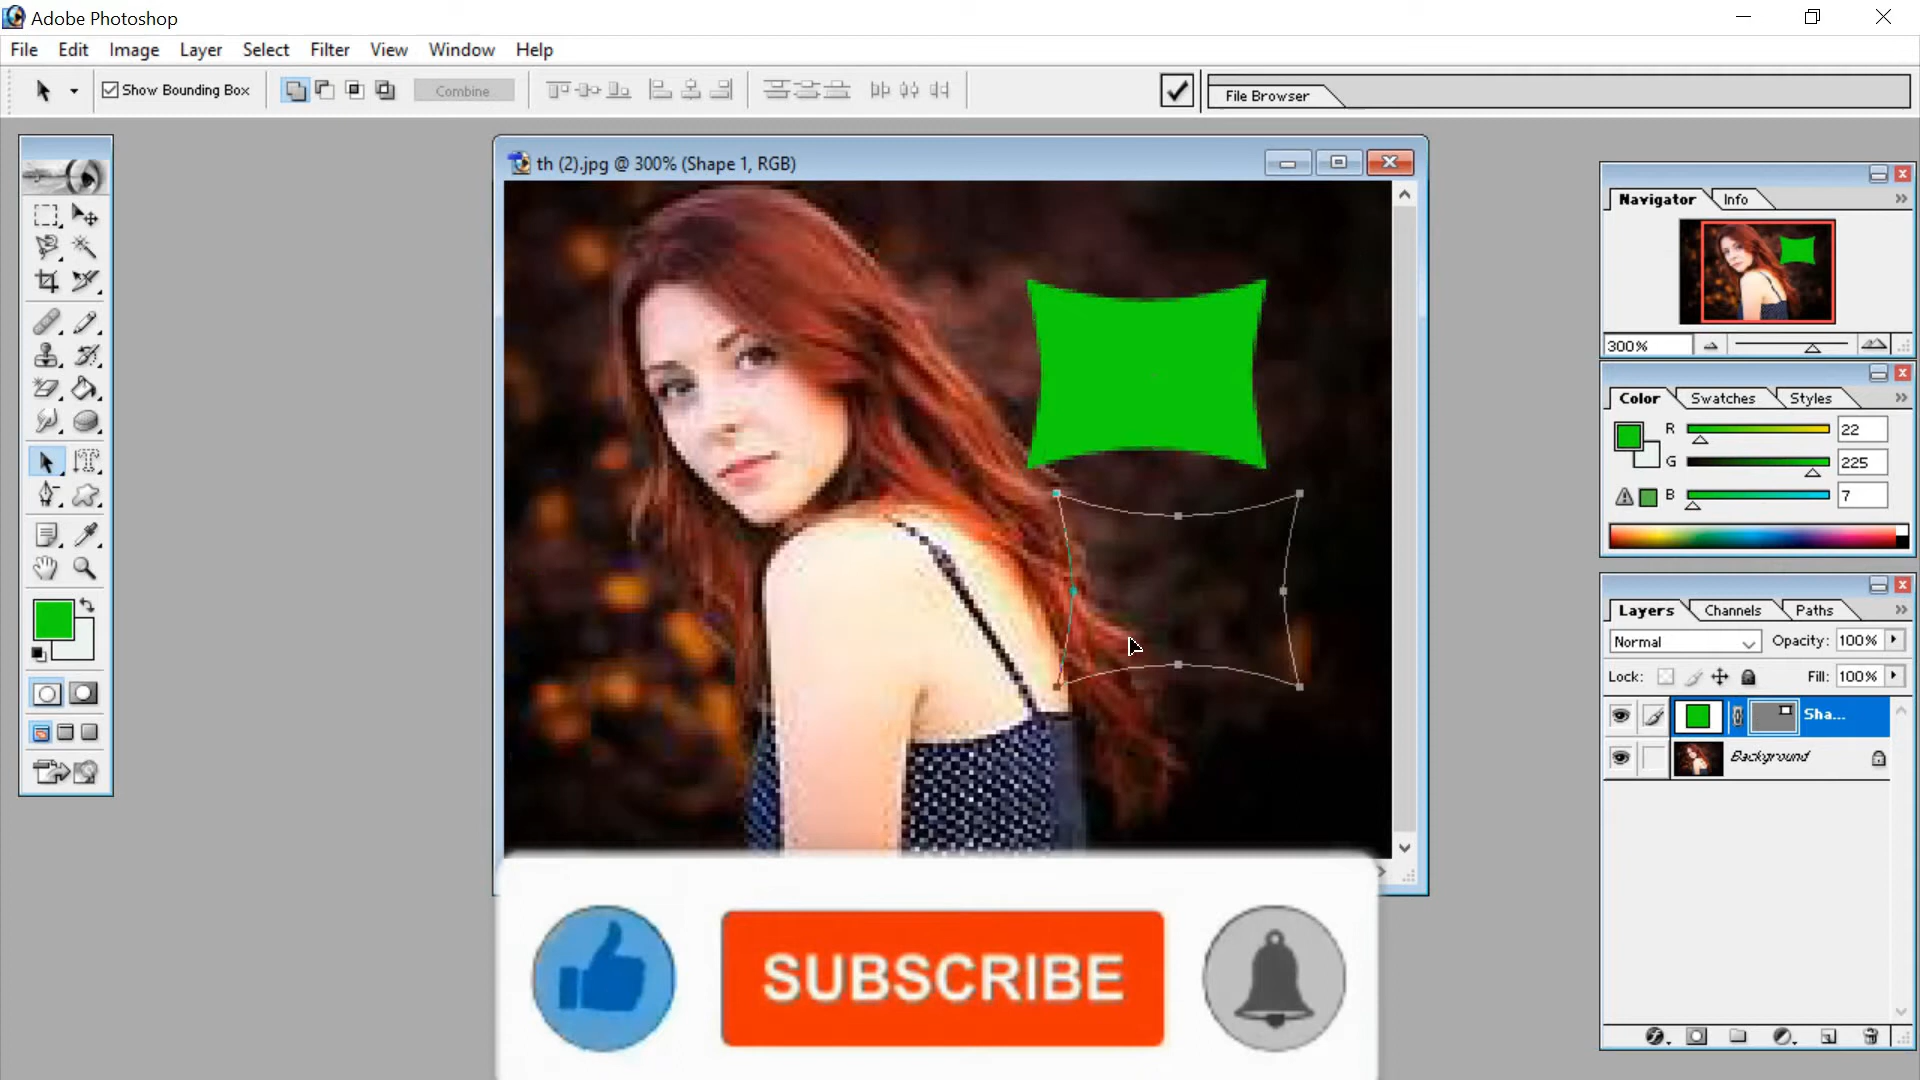 Adobe Photoshop
File Edit Image Layer Select Filter View Window Help
Show Bounding Box Combine File Browser
th (2).jpg @ 300% (Shape 1, RGB)
Navigator Info
300%
Color Swatches Styles
R 22
G 225
B 7
Layers Channels Paths
Normal Opacity: 100%
Lock: Fill: 100%
Sha...
Background
SUBSCRIBE